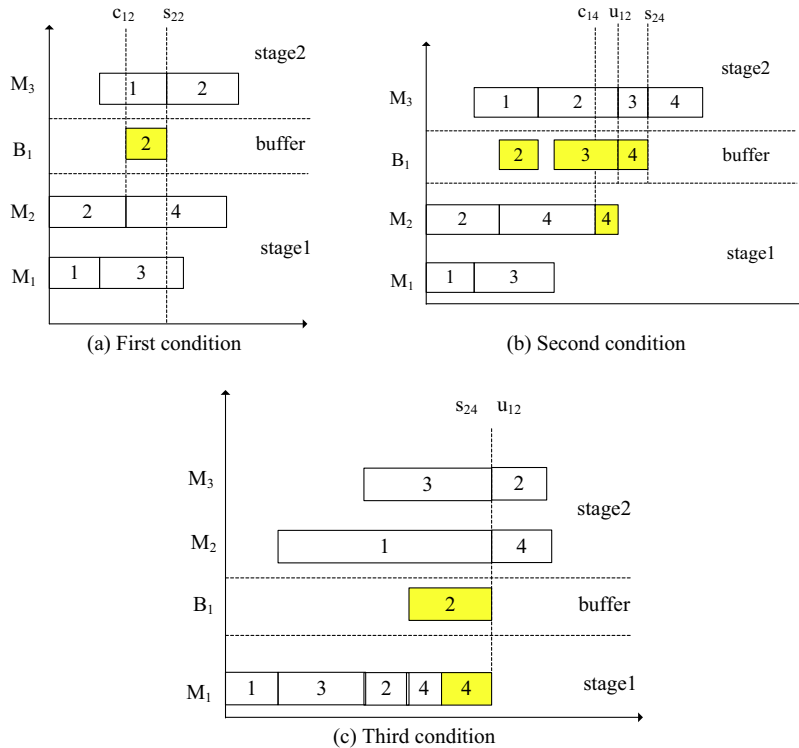 c12 s22
stage2
M3 1 2
B1 2 buffer
M2 2 4
stage1
M1 1 3
(a) First condition
c14 u12 s24
stage2
M3 1 2 3 4
B1 2 3 4 buffer
M2 2 4 4
stage1
M1 1 3
(b) Second condition
s24 u12
M3 3 2
stage2
M2 1 4
B1 2 buffer
M1 1 3 2 4 4 stage1
(c) Third condition